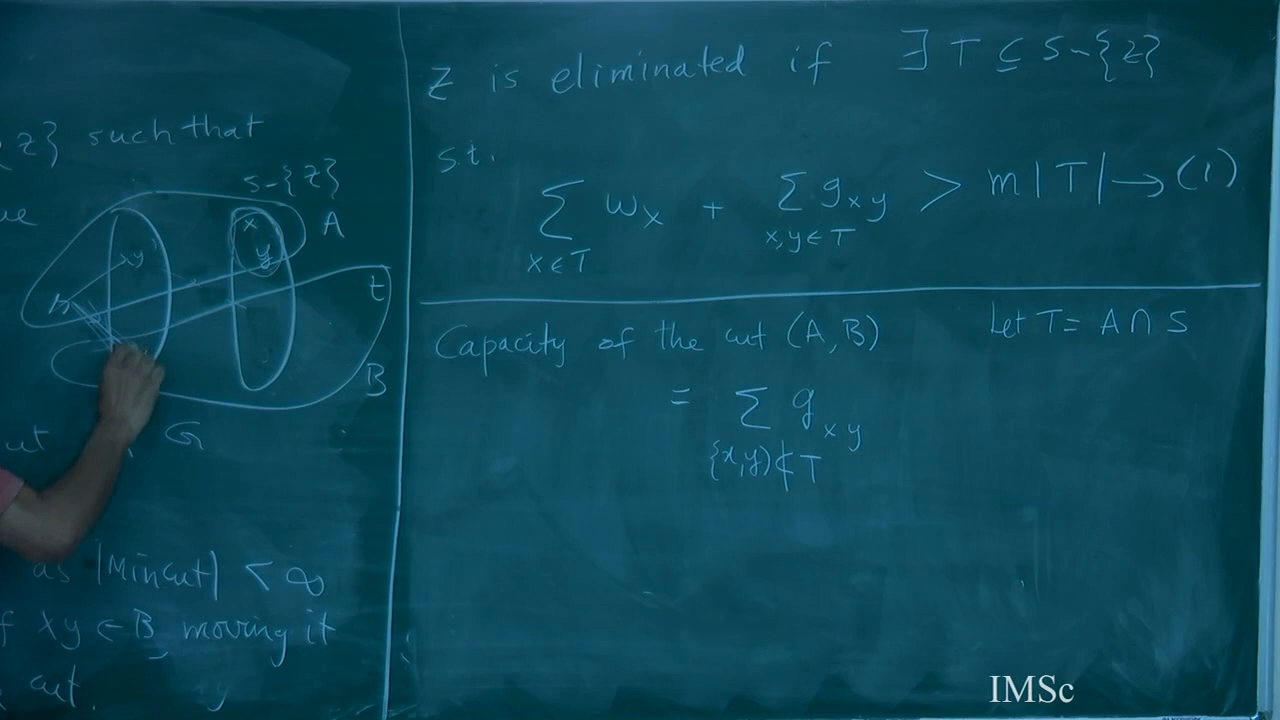 z} such that
S-{z}
A
x
y
xy
s
t
B
G
as |Mincut| < ∞
f xy ∈ B moving it
cut.
Z is eliminated if ∃ T ⊆ S-{z}
s.t.
∑ w_x + ∑ g_xy > m|T| → (1)
x∈T x,y∈T
Capacity of the cut (A, B) Let T = A ∩ S
= ∑ g_xy
{x,y}⊄T
IMSc